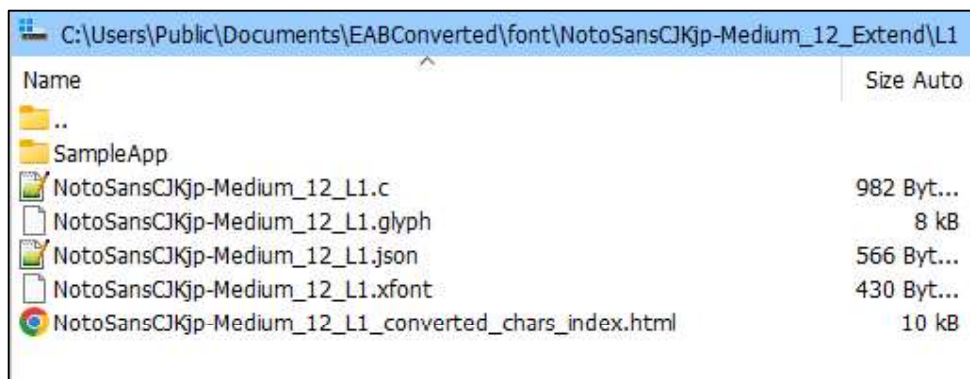 C:\Users\Public\Documents\EABConverted\font\NotoSansCJKjp-Medium_12_Extend\L1
Name Size Auto
..
SampleApp
NotoSansCJKjp-Medium_12_L1.c 982 Byt...
NotoSansCJKjp-Medium_12_L1.glyph 8 kB
NotoSansCJKjp-Medium_12_L1.json 566 Byt...
NotoSansCJKjp-Medium_12_L1.xfont 430 Byt...
NotoSansCJKjp-Medium_12_L1_converted_chars_index.html 10 kB